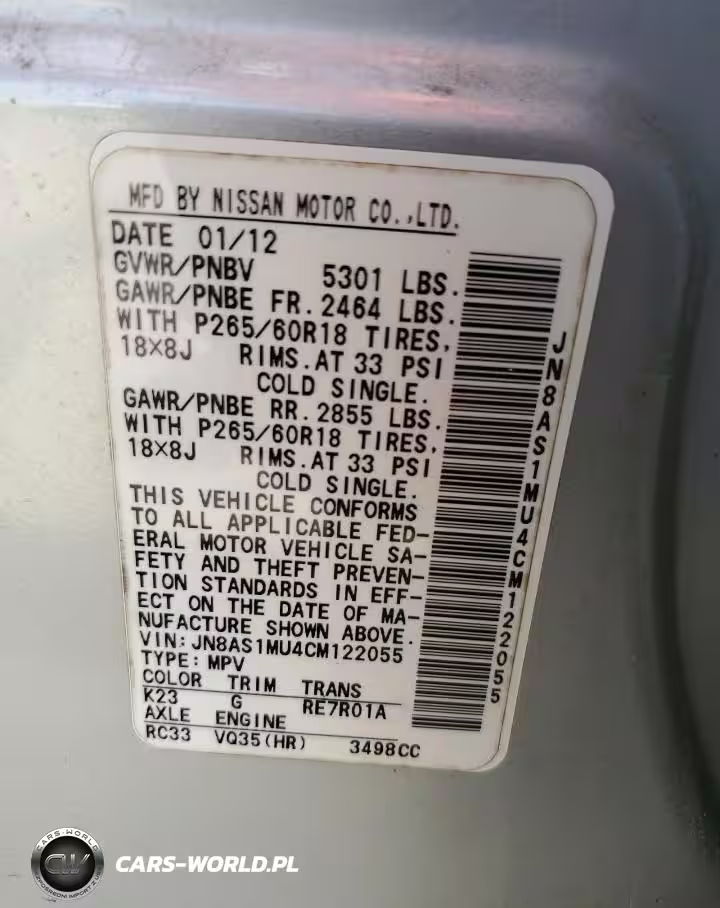 MFD BY NISSAN MOTOR CO.,LTD.
DATE 01/12
GVWR/PNBV 5301 LBS.
GAWR/PNBE FR. 2464 LBS.
WITH P265/60R18 TIRES,
18×8J RIMS.AT 33 PSI
COLD SINGLE.
GAWR/PNBE RR. 2855 LBS.
WITH P265/60R18 TIRES,
18×8J RIMS.AT 33 PSI
COLD SINGLE.
THIS VEHICLE CONFORMS
TO ALL APPLICABLE FED-
ERAL MOTOR VEHICLE SA-
FETY AND THEFT PREVEN-
TION STANDARDS IN EFF-
ECT ON THE DATE OF MA-
NUFACTURE SHOWN ABOVE.
VIN:JN8AS1MU4CM122055
TYPE:MPV
COLOR TRIM TRANS
K23 G RE7R01A
AXLE ENGINE
RC33 VQ35(HR) 3498CC
JN8AS1MU4CM122055
CARS-WORLD
CW
CARS-WORLD.PL